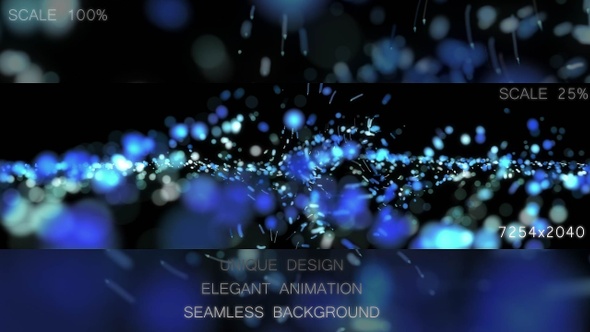 SCALE 100%
SCALE 25%
7254x2040
UNIQUE DESIGN
ELEGANT ANIMATION
SEAMLESS BACKGROUND